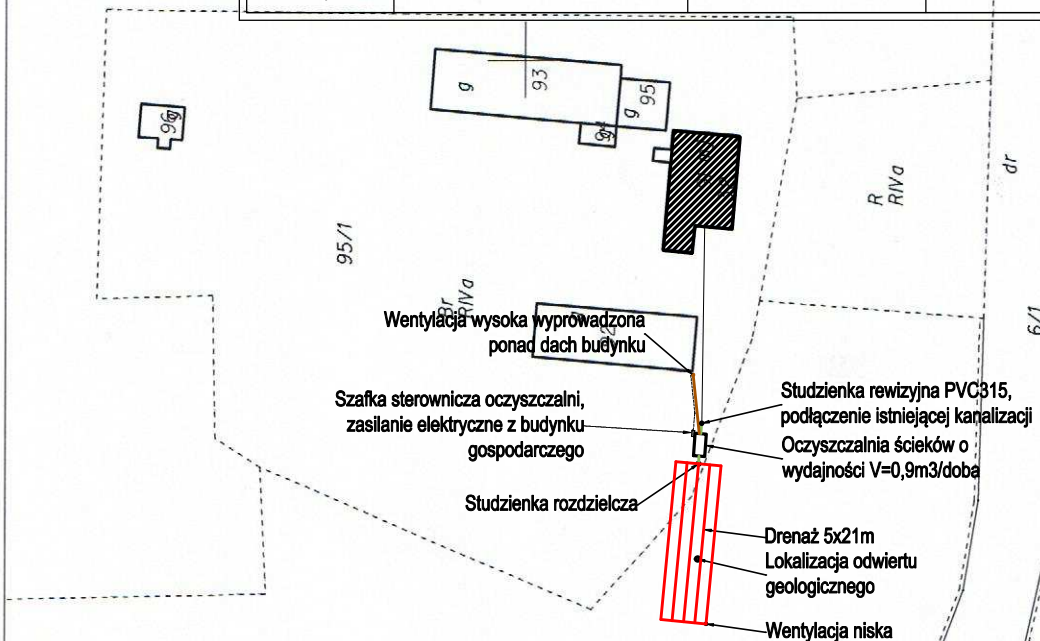 93
g
95
g
g
96
g
R
RIVa
dr
95/1
Br
RIVa
6/1
Wentylacja wysoka wyprowadzona
ponad dach budynku
92
Szafka sterownicza oczyszczalni,
zasilanie elektryczne z budynku
gospodarczego
Studzienka rewizyjna PVC315,
podłączenie istniejącej kanalizacji
Oczyszczalnia ścieków o
wydajności V=0,9m3/doba
Studzienka rozdzielcza
Drenaż 5x21m
Lokalizacja odwiertu
geologicznego
Wentylacja niska